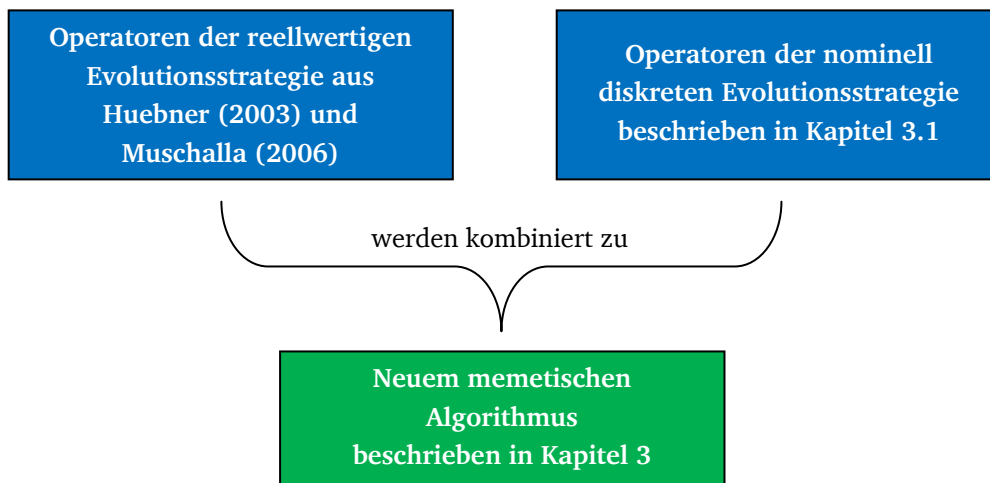 Operatoren der reellwertigen
Evolutionsstrategie aus
Huebner (2003) und
Muschalla (2006)
Operatoren der nominell
diskreten Evolutionsstrategie
beschrieben in Kapitel 3.1
werden kombiniert zu
Neuem memetischen
Algorithmus
beschrieben in Kapitel 3